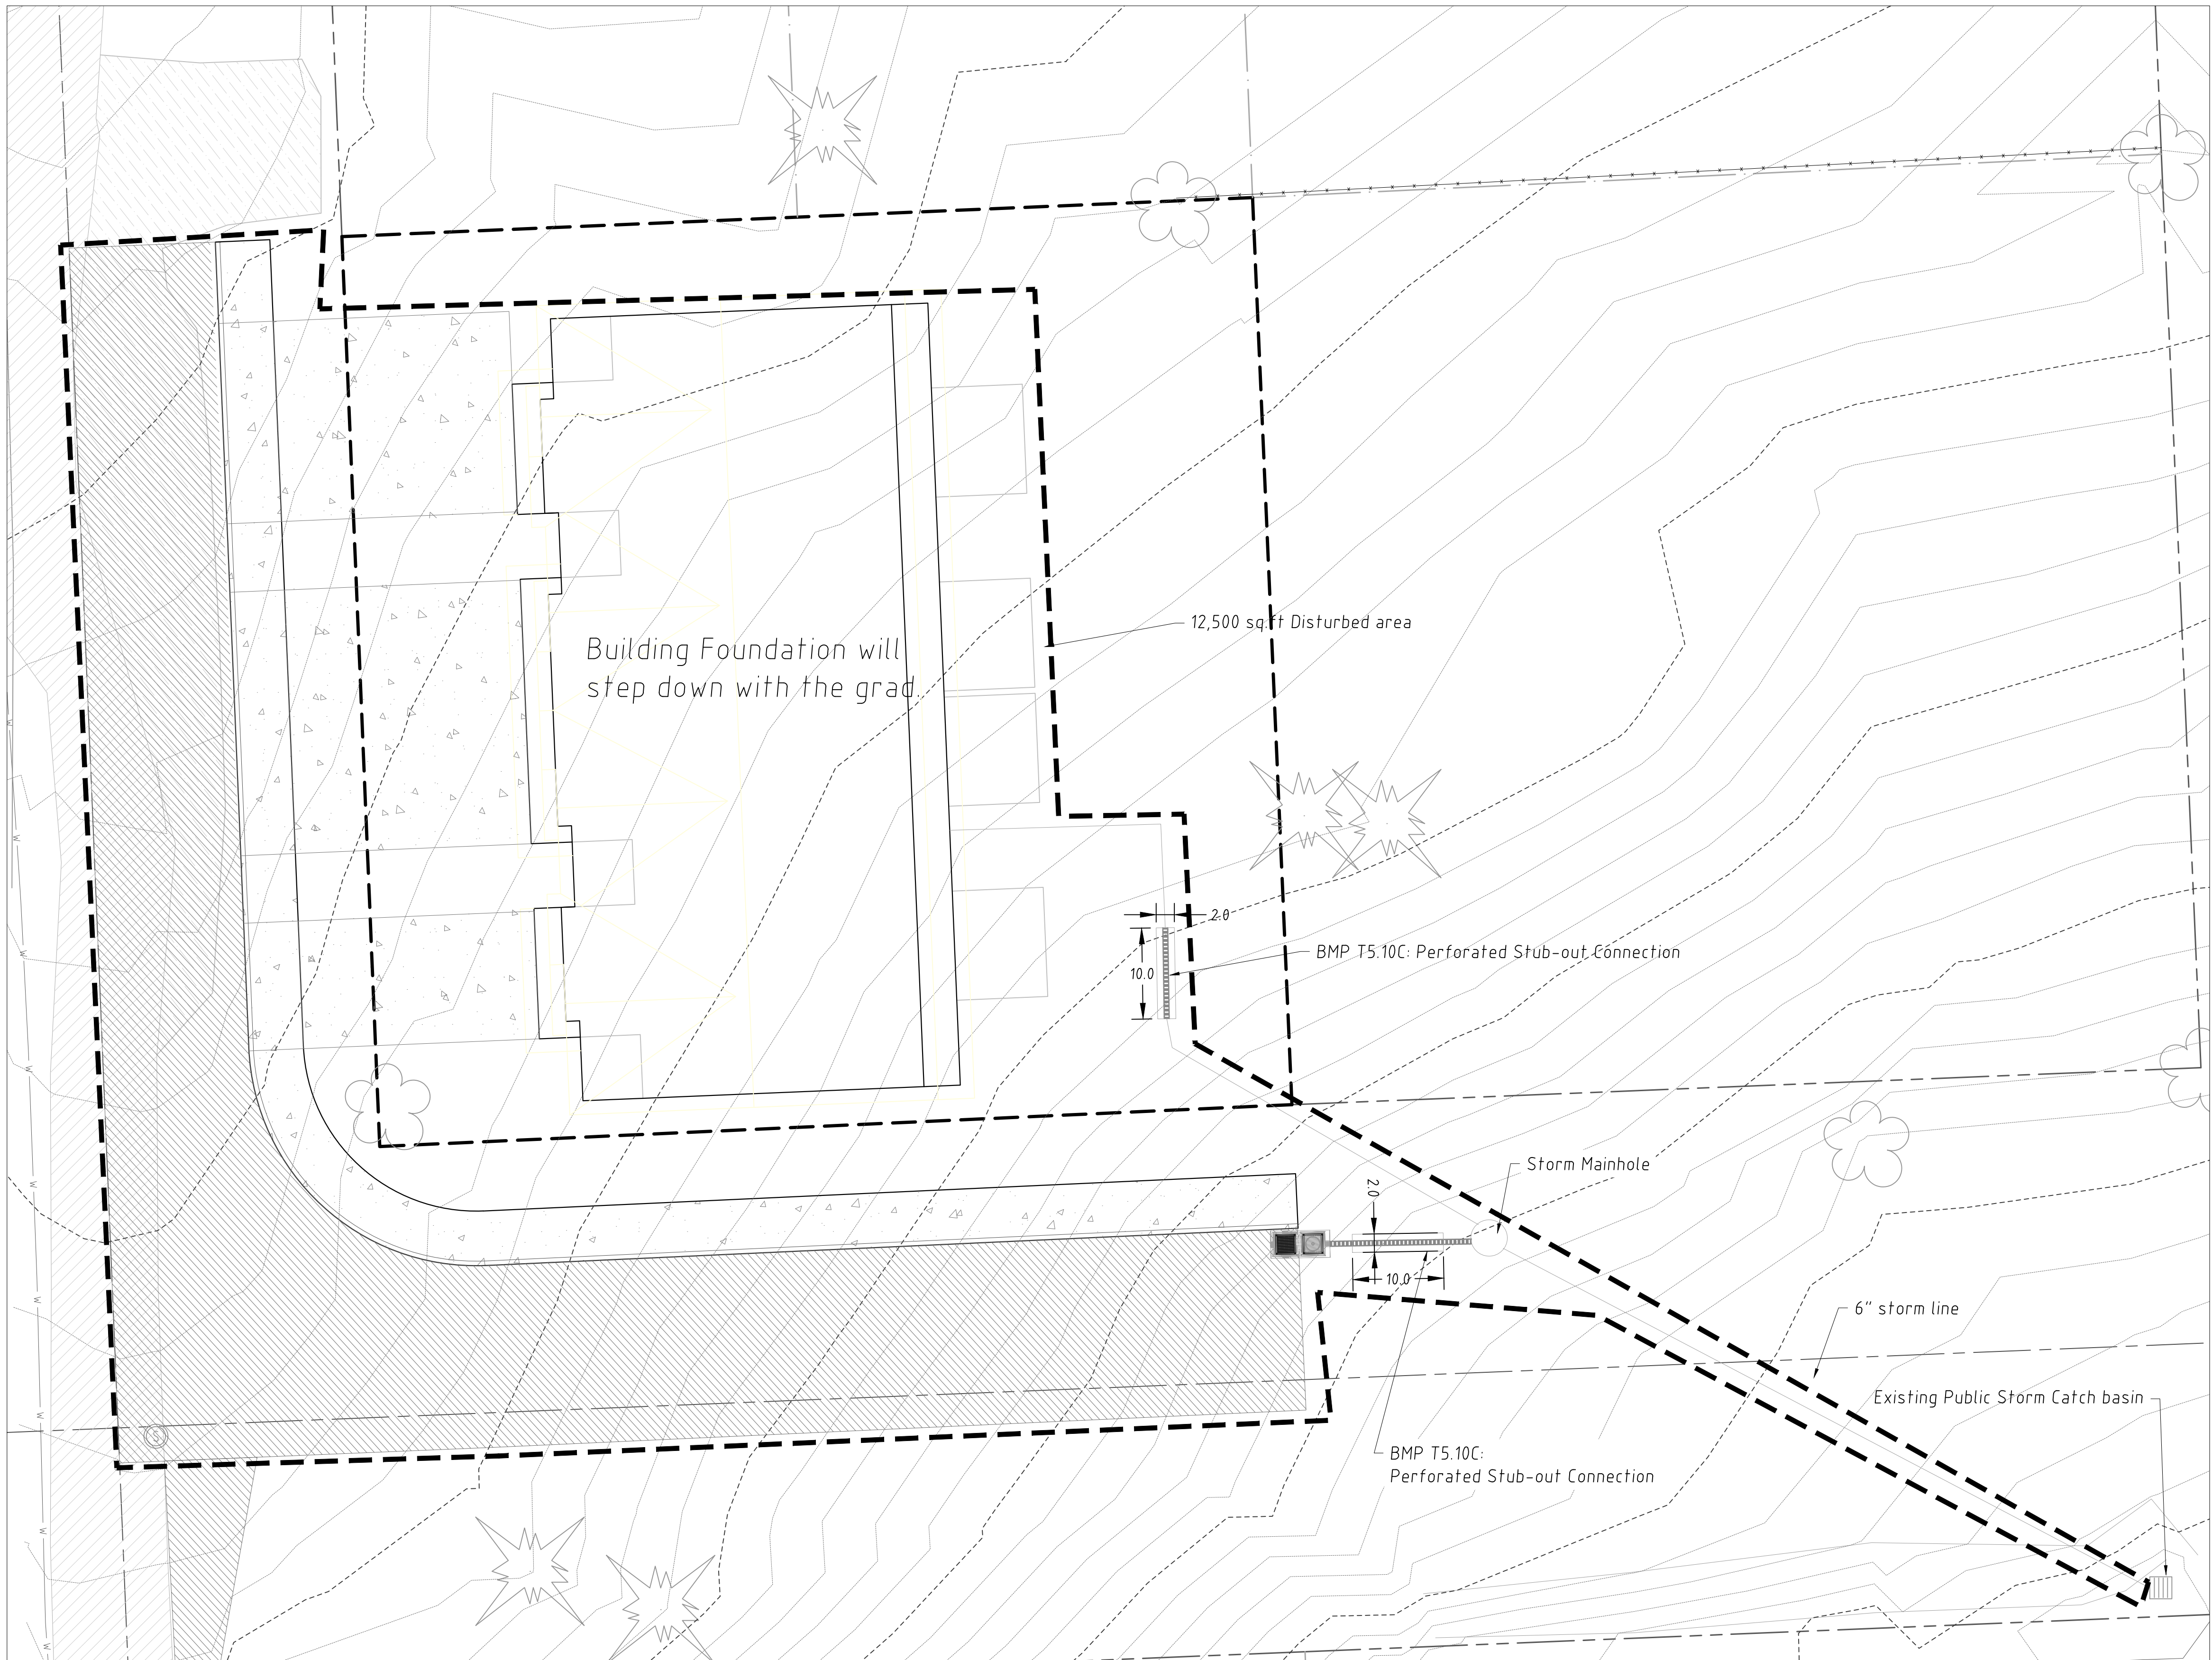 12,500 sq.ft Disturbed area
Building Foundation will
step down with the grad.
2.0
BMP T5.10C: Perforated Stub-out Connection
10.0
Storm Mainhole
2.0
10.0
6" storm line
Existing Public Storm Catch basin
BMP T5.10C:
Perforated Stub-out Connection
S
W
W
W
W
W
W
W
W
W